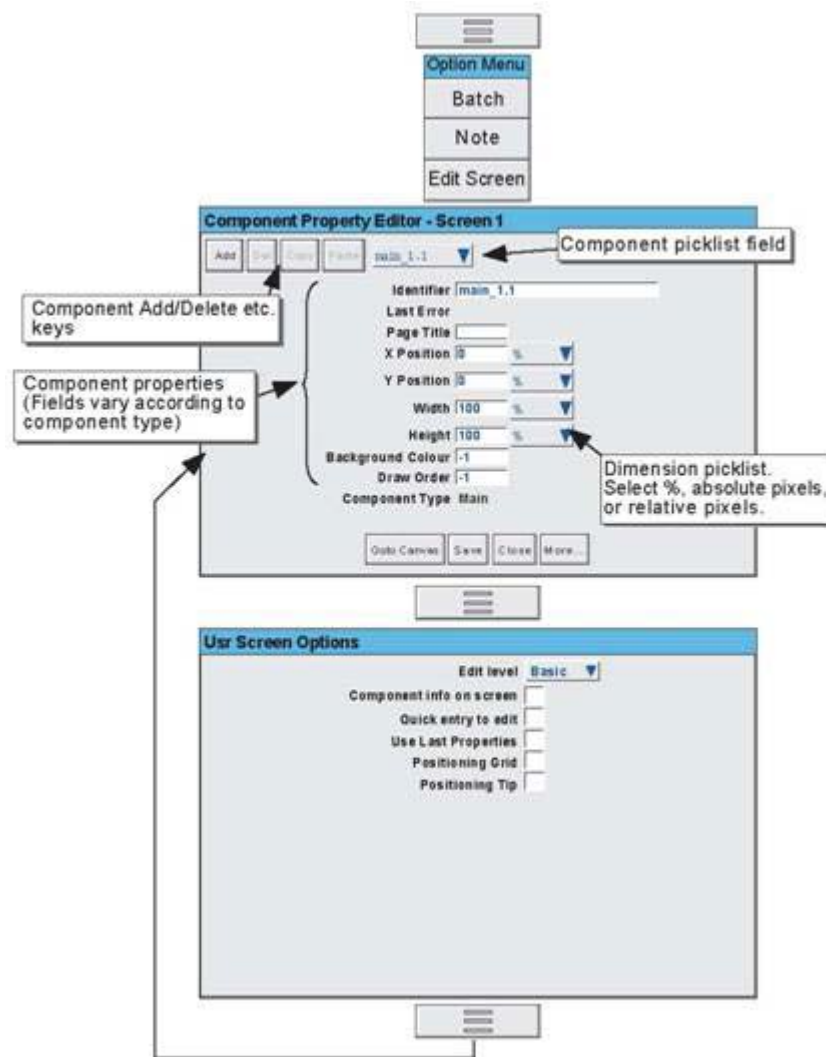 Option Menu
Batch
Note
Edit Screen
Component Property Editor - Screen 1
Add Del Copy Paste main_1.1
Component picklist field
Component Add/Delete etc.
keys
Identifier main_1.1
Last Error
Page Title
X Position 0 %
Component properties
(Fields vary according to
component type)
Y Position 0 %
Width 100 %
Height 100 %
Background Colour -1
Draw Order -1
Component Type Main
Dimension picklist.
Select %, absolute pixels,
or relative pixels.
Goto Canvas Save Close More...
Usr Screen Options
Edit level Basic
Component info on screen
Quick entry to edit
Use Last Properties
Positioning Grid
Positioning Tip